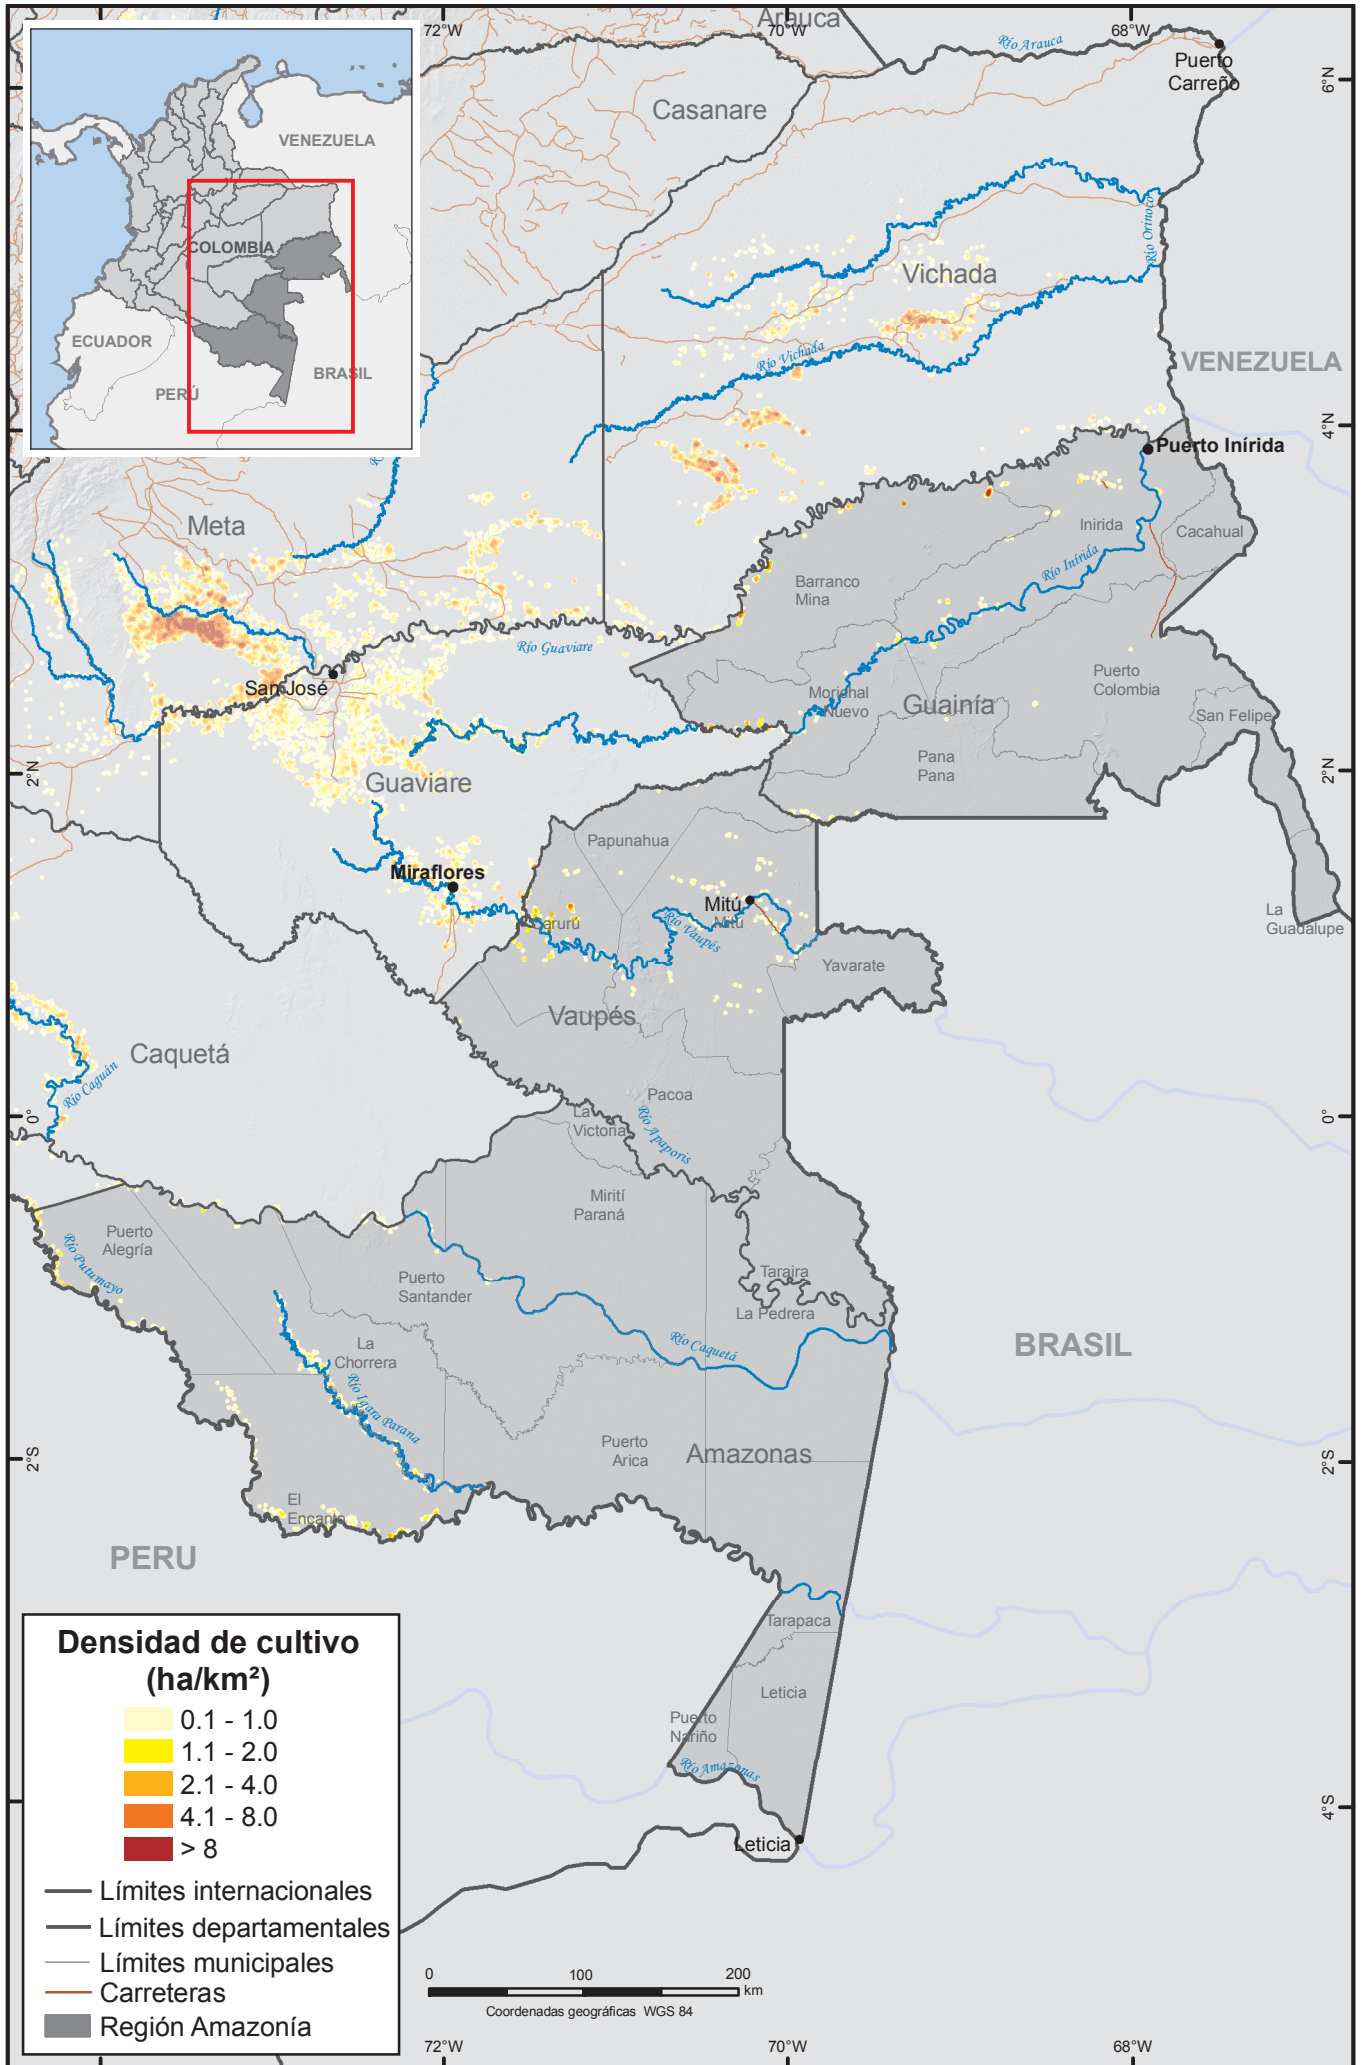 72°W
Arauca
70°W
68°W
Río Arauca
Puerto
Carreño
6°N
Casanare
VENEZUELA
COLOMBIA
ECUADOR
PERÚ
BRASIL
Río Orinoco
Vichada
Río Vichada
VENEZUELA
4°N
Puerto Inírida
Meta
Inirida
Cacahual
Río Inírida
Barranco
Mina
Río Guaviare
San José
Morichal
Nuevo
Guainía
Puerto
Colombia
San Felipe
2°N
Guaviare
Pana
Pana
2°N
Papunahua
Miraflores
Mitú
Mitú
Carurú
Río Vaupés
La
Guadalupe
Yavarate
Vaupés
Caquetá
Río Caguán
Pacoa
0°
La
Victoria
Río Apaporis
0°
Mirití
Paraná
Puerto
Alegría
Río Putumayo
Puerto
Santander
Taraira
La Pedrera
La
Chorrera
Río Caquetá
BRASIL
Río Igara Parana
Puerto
Arica
Amazonas
2°S
2°S
El
Encanto
PERU
Tarapaca
Leticia
Puerto
Nariño
Río Amazonas
4°S
Leticia
Densidad de cultivo
(ha/km²)
0.1 - 1.0
1.1 - 2.0
2.1 - 4.0
4.1 - 8.0
> 8
Límites internacionales
Límites departamentales
Límites municipales
Carreteras
Región Amazonía
0 100 200
km
Coordenadas geográficas WGS 84
72°W
70°W
68°W